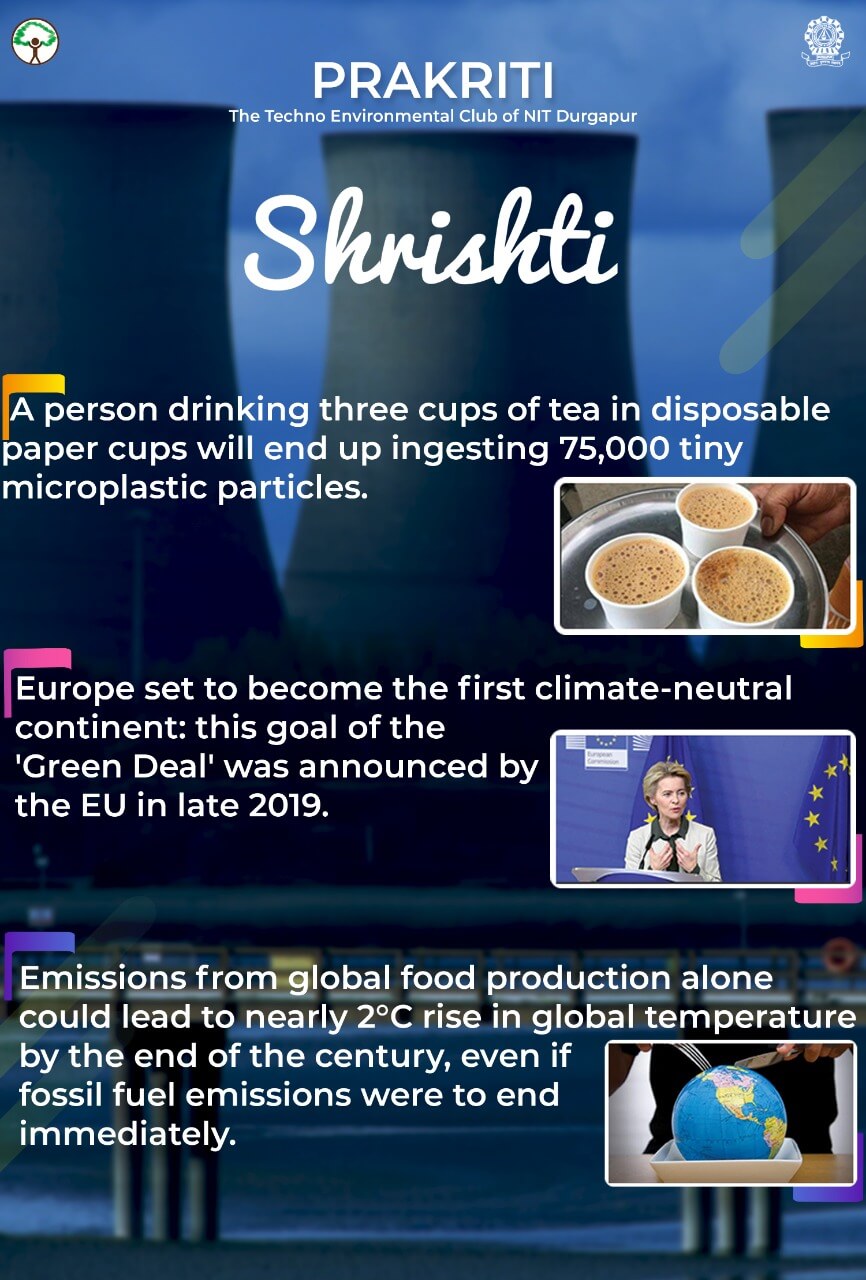 PRAKRITI
The Techno Environmental Club of NIT Durgapur
Shrishti
A person drinking three cups of tea in disposable
paper cups will end up ingesting 75,000 tiny
microplastic particles.
Europe set to become the first climate-neutral
continent: this goal of the
'Green Deal' was announced by
the EU in late 2019.
European
Commission
Emissions from global food production alone
could lead to nearly 2°C rise in global temperature
by the end of the century, even if
fossil fuel emissions were to end
immediately.